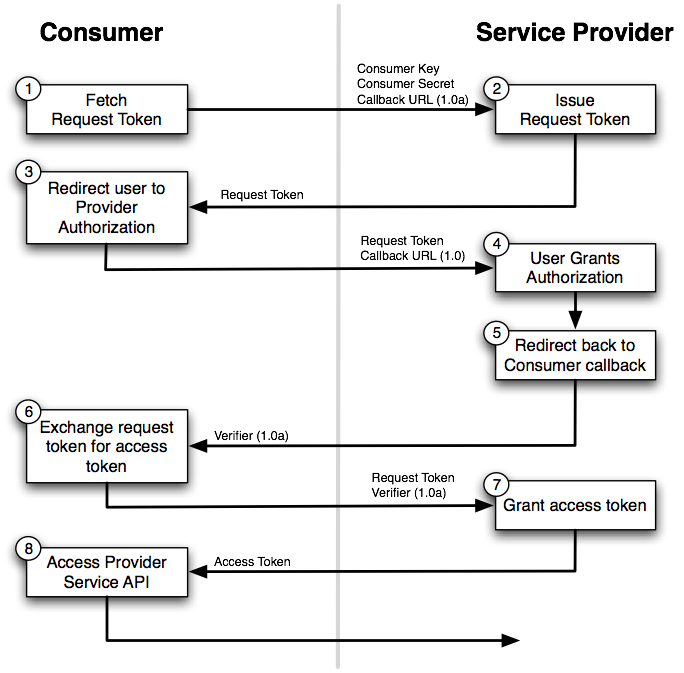 Consumer
Service Provider
1
Fetch
Request Token
Consumer Key
Consumer Secret
Callback URL (1.0a)
2
Issue
Request Token
3
Redirect user to
Provider
Authorization
Request Token
Request Token
Callback URL (1.0)
4
User Grants
Authorization
5
Redirect back to
Consumer callback
6
Exchange request
token for access
token
Verifier (1.0a)
Request Token
Verifier (1.0a)
7
Grant access token
8
Access Provider
Service API
Access Token